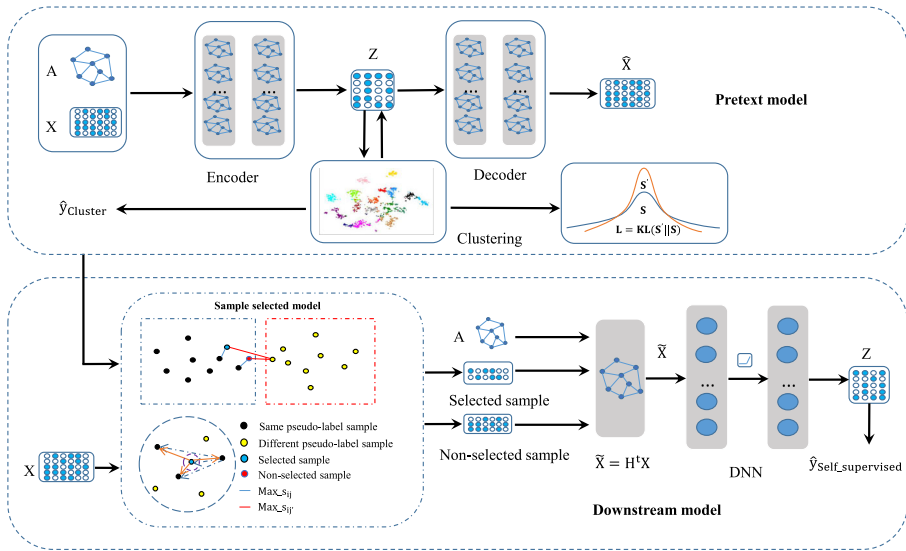 A
X
Encoder
Z
Decoder
X̂
Pretext model
ŷCluster
Clustering
S'
S
L = KL(S'||S)
Sample selected model
Same pseudo-label sample
Different pseudo-label sample
Selected sample
Non-selected sample
Max_sij
Max_sij'
X
A
Selected sample
Non-selected sample
X̃ = HᵗX
X̃
...
...
DNN
Z
ŷSelf_supervised
Downstream model